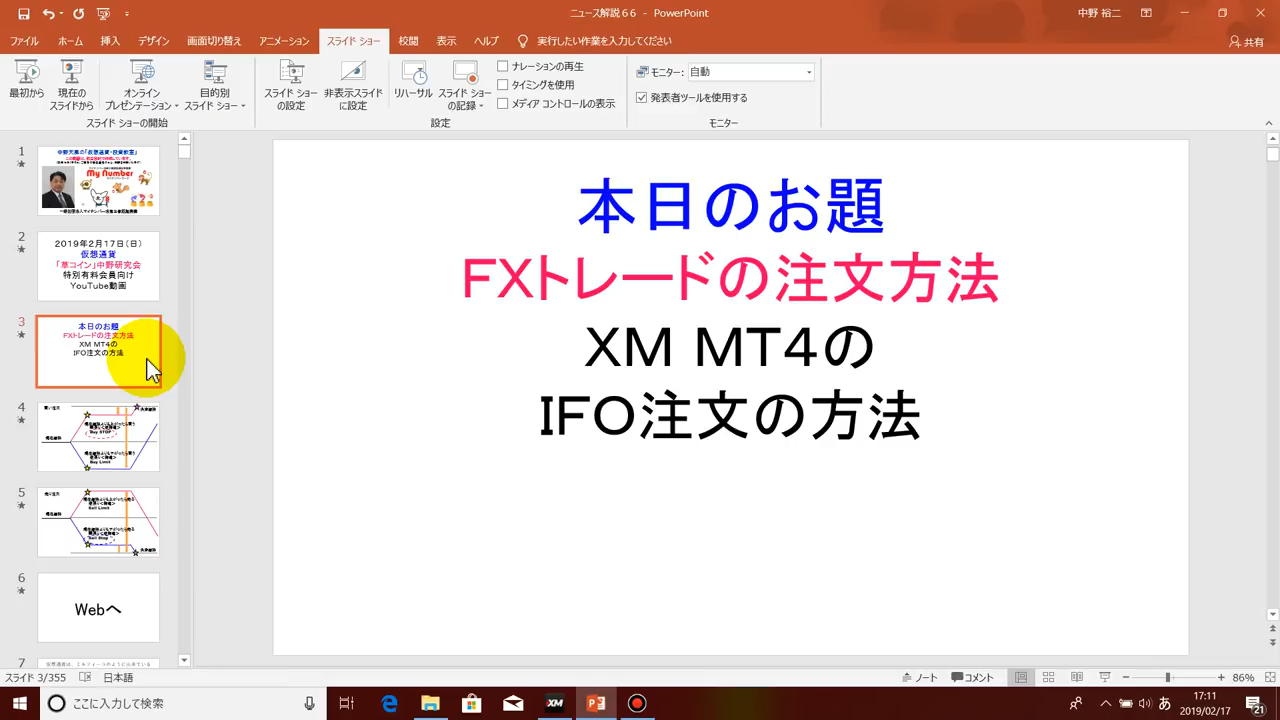 ニュース解説66 - PowerPoint
中野 裕二
ファイル ホーム 挿入 デザイン 画面切り替え アニメーション スライド ショー 校閲 表示 ヘルプ 実行したい作業を入力してください 共有
最初から
現在の
スライドから
オンライン
プレゼンテーション
目的別
スライド ショー
スライド ショーの開始
スライド ショー
の設定
非表示スライド
に設定
リハーサル
スライド ショー
の記録
ナレーションの再生
タイミングを使用
メディア コントロールの表示
設定
モニター: 自動
発表者ツールを使用する
モニター
1
My Number
2
2019年2月17日(日)
仮想通貨
「草コイン」中野研究会
特別有料会員向け
YouTube動画
3
本日のお題
FXトレードの注文方法
XM MT4の
IFO注文の方法
4
Buy STOP
Buy Limit
5
Sell Limit
Sell Stop
6
Webへ
7
本日のお題
FXトレードの注文方法
XM MT4の
IFO注文の方法
スライド 3/355 日本語 ノート コメント 86%
ここに入力して検索
XM
あ
17:11
2019/02/17
21